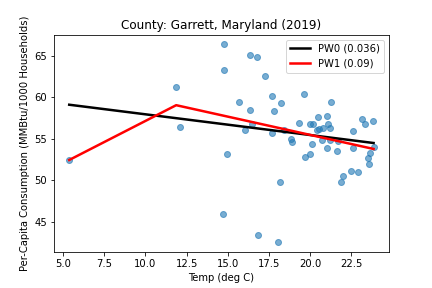 County: Garrett, Maryland (2019)
PW0 (0.036)
PW1 (0.09)
Per-Capita Consumption (MMBtu/1000 Households)
65
60
55
50
45
5.0 7.5 10.0 12.5 15.0 17.5 20.0 22.5
Temp (deg C)